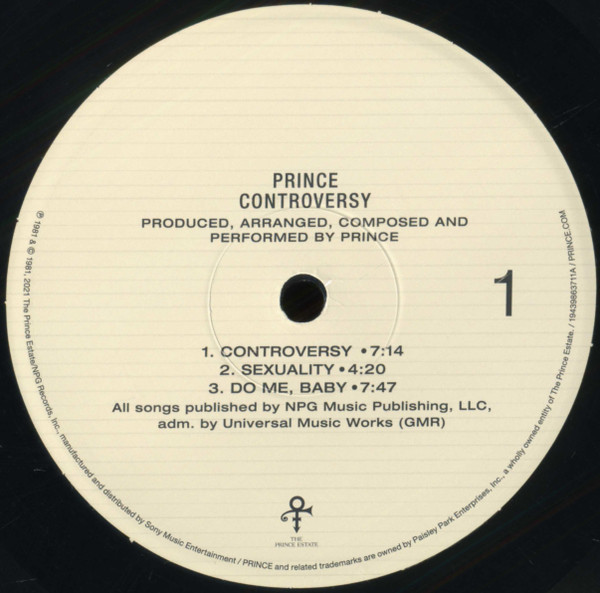 PRINCE
CONTROVERSY
PRODUCED, ARRANGED, COMPOSED AND
PERFORMED BY PRINCE
1
1. CONTROVERSY • 7:14
2. SEXUALITY • 4:20
3. DO ME, BABY • 7:47
All songs published by NPG Music Publishing, LLC,
adm. by Universal Music Works (GMR)
THE
PRINCE ESTATE
℗ 1981 & © 1981, 2021 The Prince Estate/NPG Records, Inc., manufactured and distributed by Sony Music Entertainment / PRINCE and related trademarks are owned by Paisley Park Enterprises, Inc., a wholly owned entity of The Prince Estate. / 19439863711A / PRINCE.COM